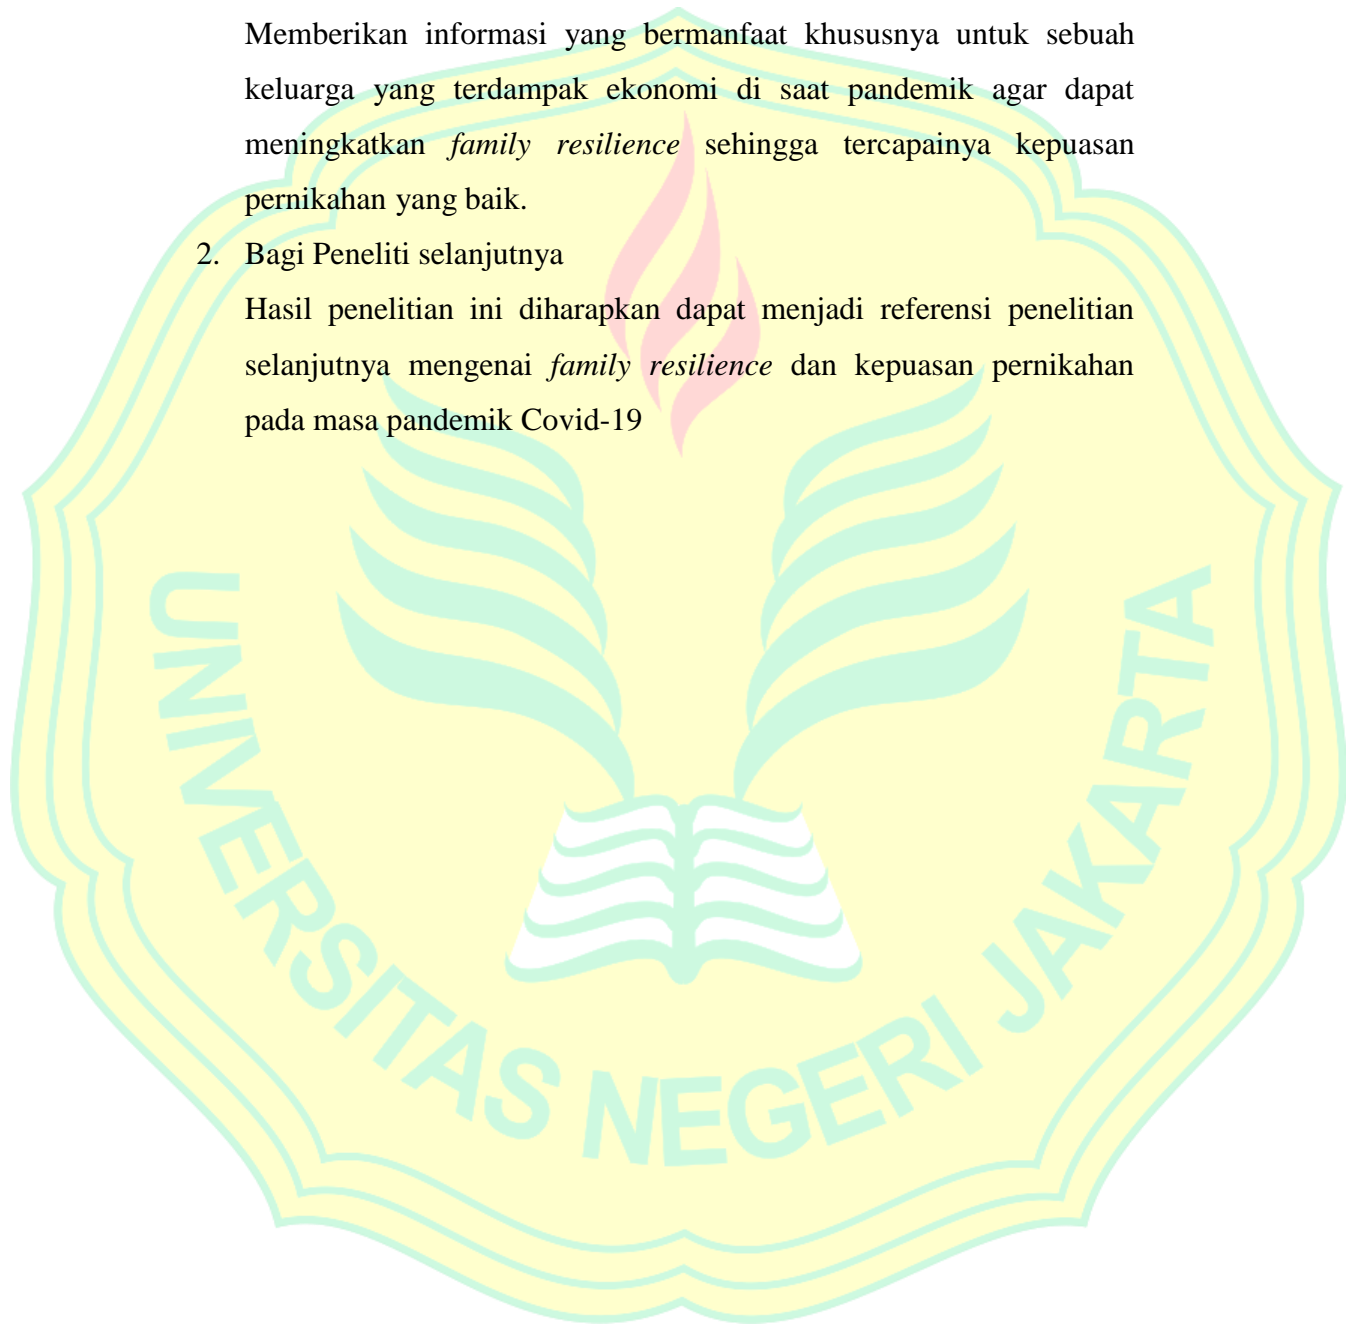 Memberikan informasi yang bermanfaat khususnya untuk sebuah
keluarga yang terdampak ekonomi di saat pandemik agar dapat
meningkatkan family resilience sehingga tercapainya kepuasan
pernikahan yang baik.
2. Bagi Peneliti selanjutnya
Hasil penelitian ini diharapkan dapat menjadi referensi penelitian
selanjutnya mengenai family resilience dan kepuasan pernikahan
pada masa pandemik Covid-19
UNIVERSITAS NEGERI JAKARTA